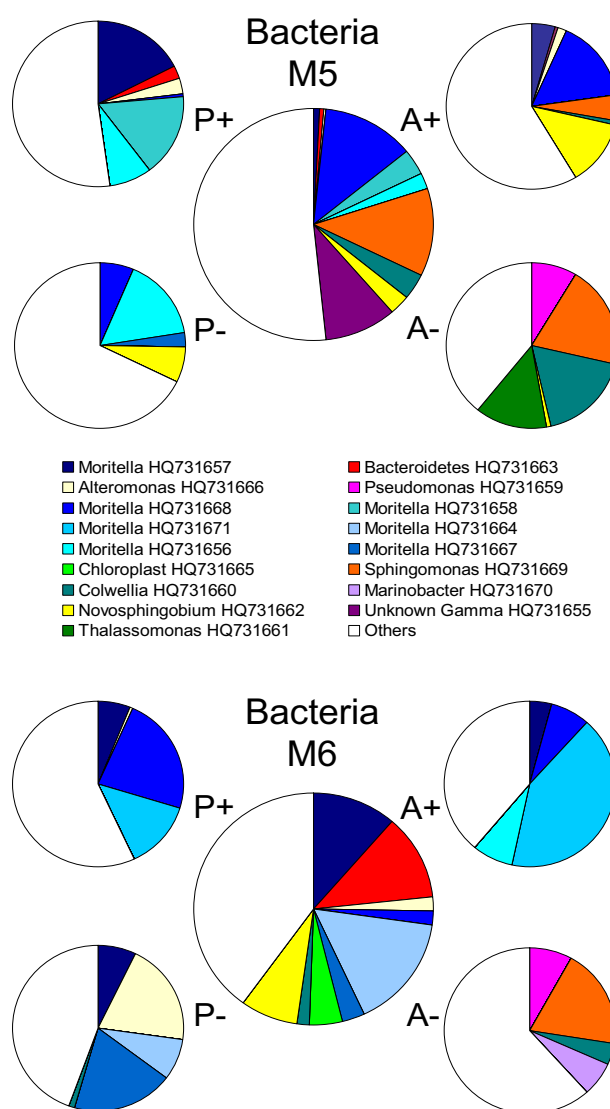 Bacteria
M5
P+
A+
P-
A-
Moritella HQ731657
Bacteroidetes HQ731663
Alteromonas HQ731666
Pseudomonas HQ731659
Moritella HQ731668
Moritella HQ731658
Moritella HQ731671
Moritella HQ731664
Moritella HQ731656
Moritella HQ731667
Chloroplast HQ731665
Sphingomonas HQ731669
Colwellia HQ731660
Marinobacter HQ731670
Novosphingobium HQ731662
Unknown Gamma HQ731655
Thalassomonas HQ731661
Others
Bacteria
M6
P+
A+
P-
A-